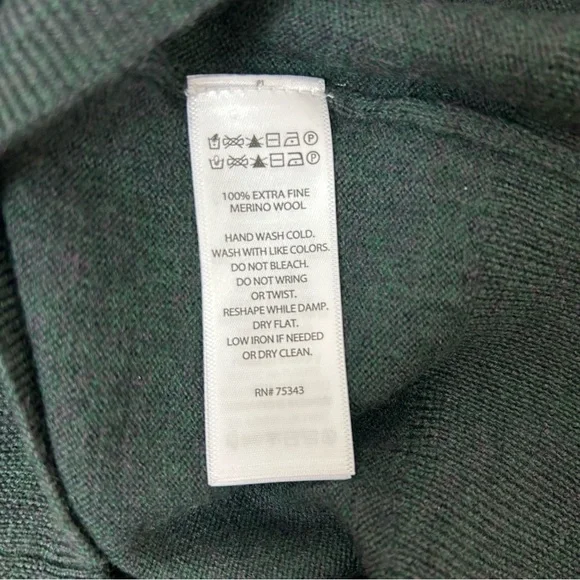 100% EXTRA FINE
MERINO WOOL
HAND WASH COLD.
WASH WITH LIKE COLORS.
DO NOT BLEACH.
DO NOT WRING
OR TWIST.
RESHAPE WHILE DAMP.
DRY FLAT.
LOW IRON IF NEEDED
OR DRY CLEAN.
RN# 75343